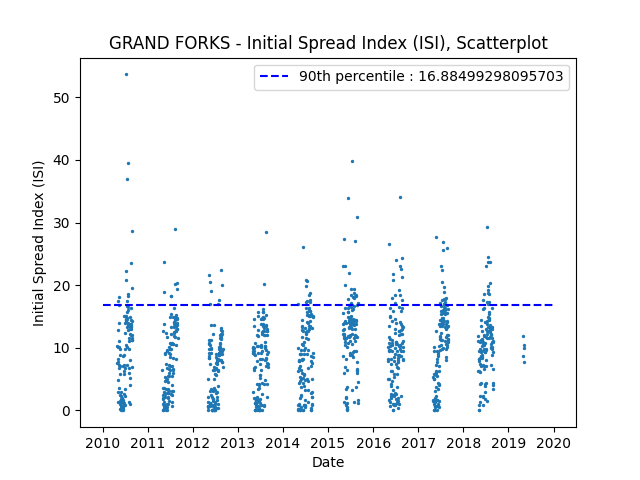 GRAND FORKS - Initial Spread Index (ISI), Scatterplot
90th percentile : 16.88499298095703
50
40
30
20
10
0
Initial Spread Index (ISI)
2010 2011 2012 2013 2014 2015 2016 2017 2018 2019 2020
Date